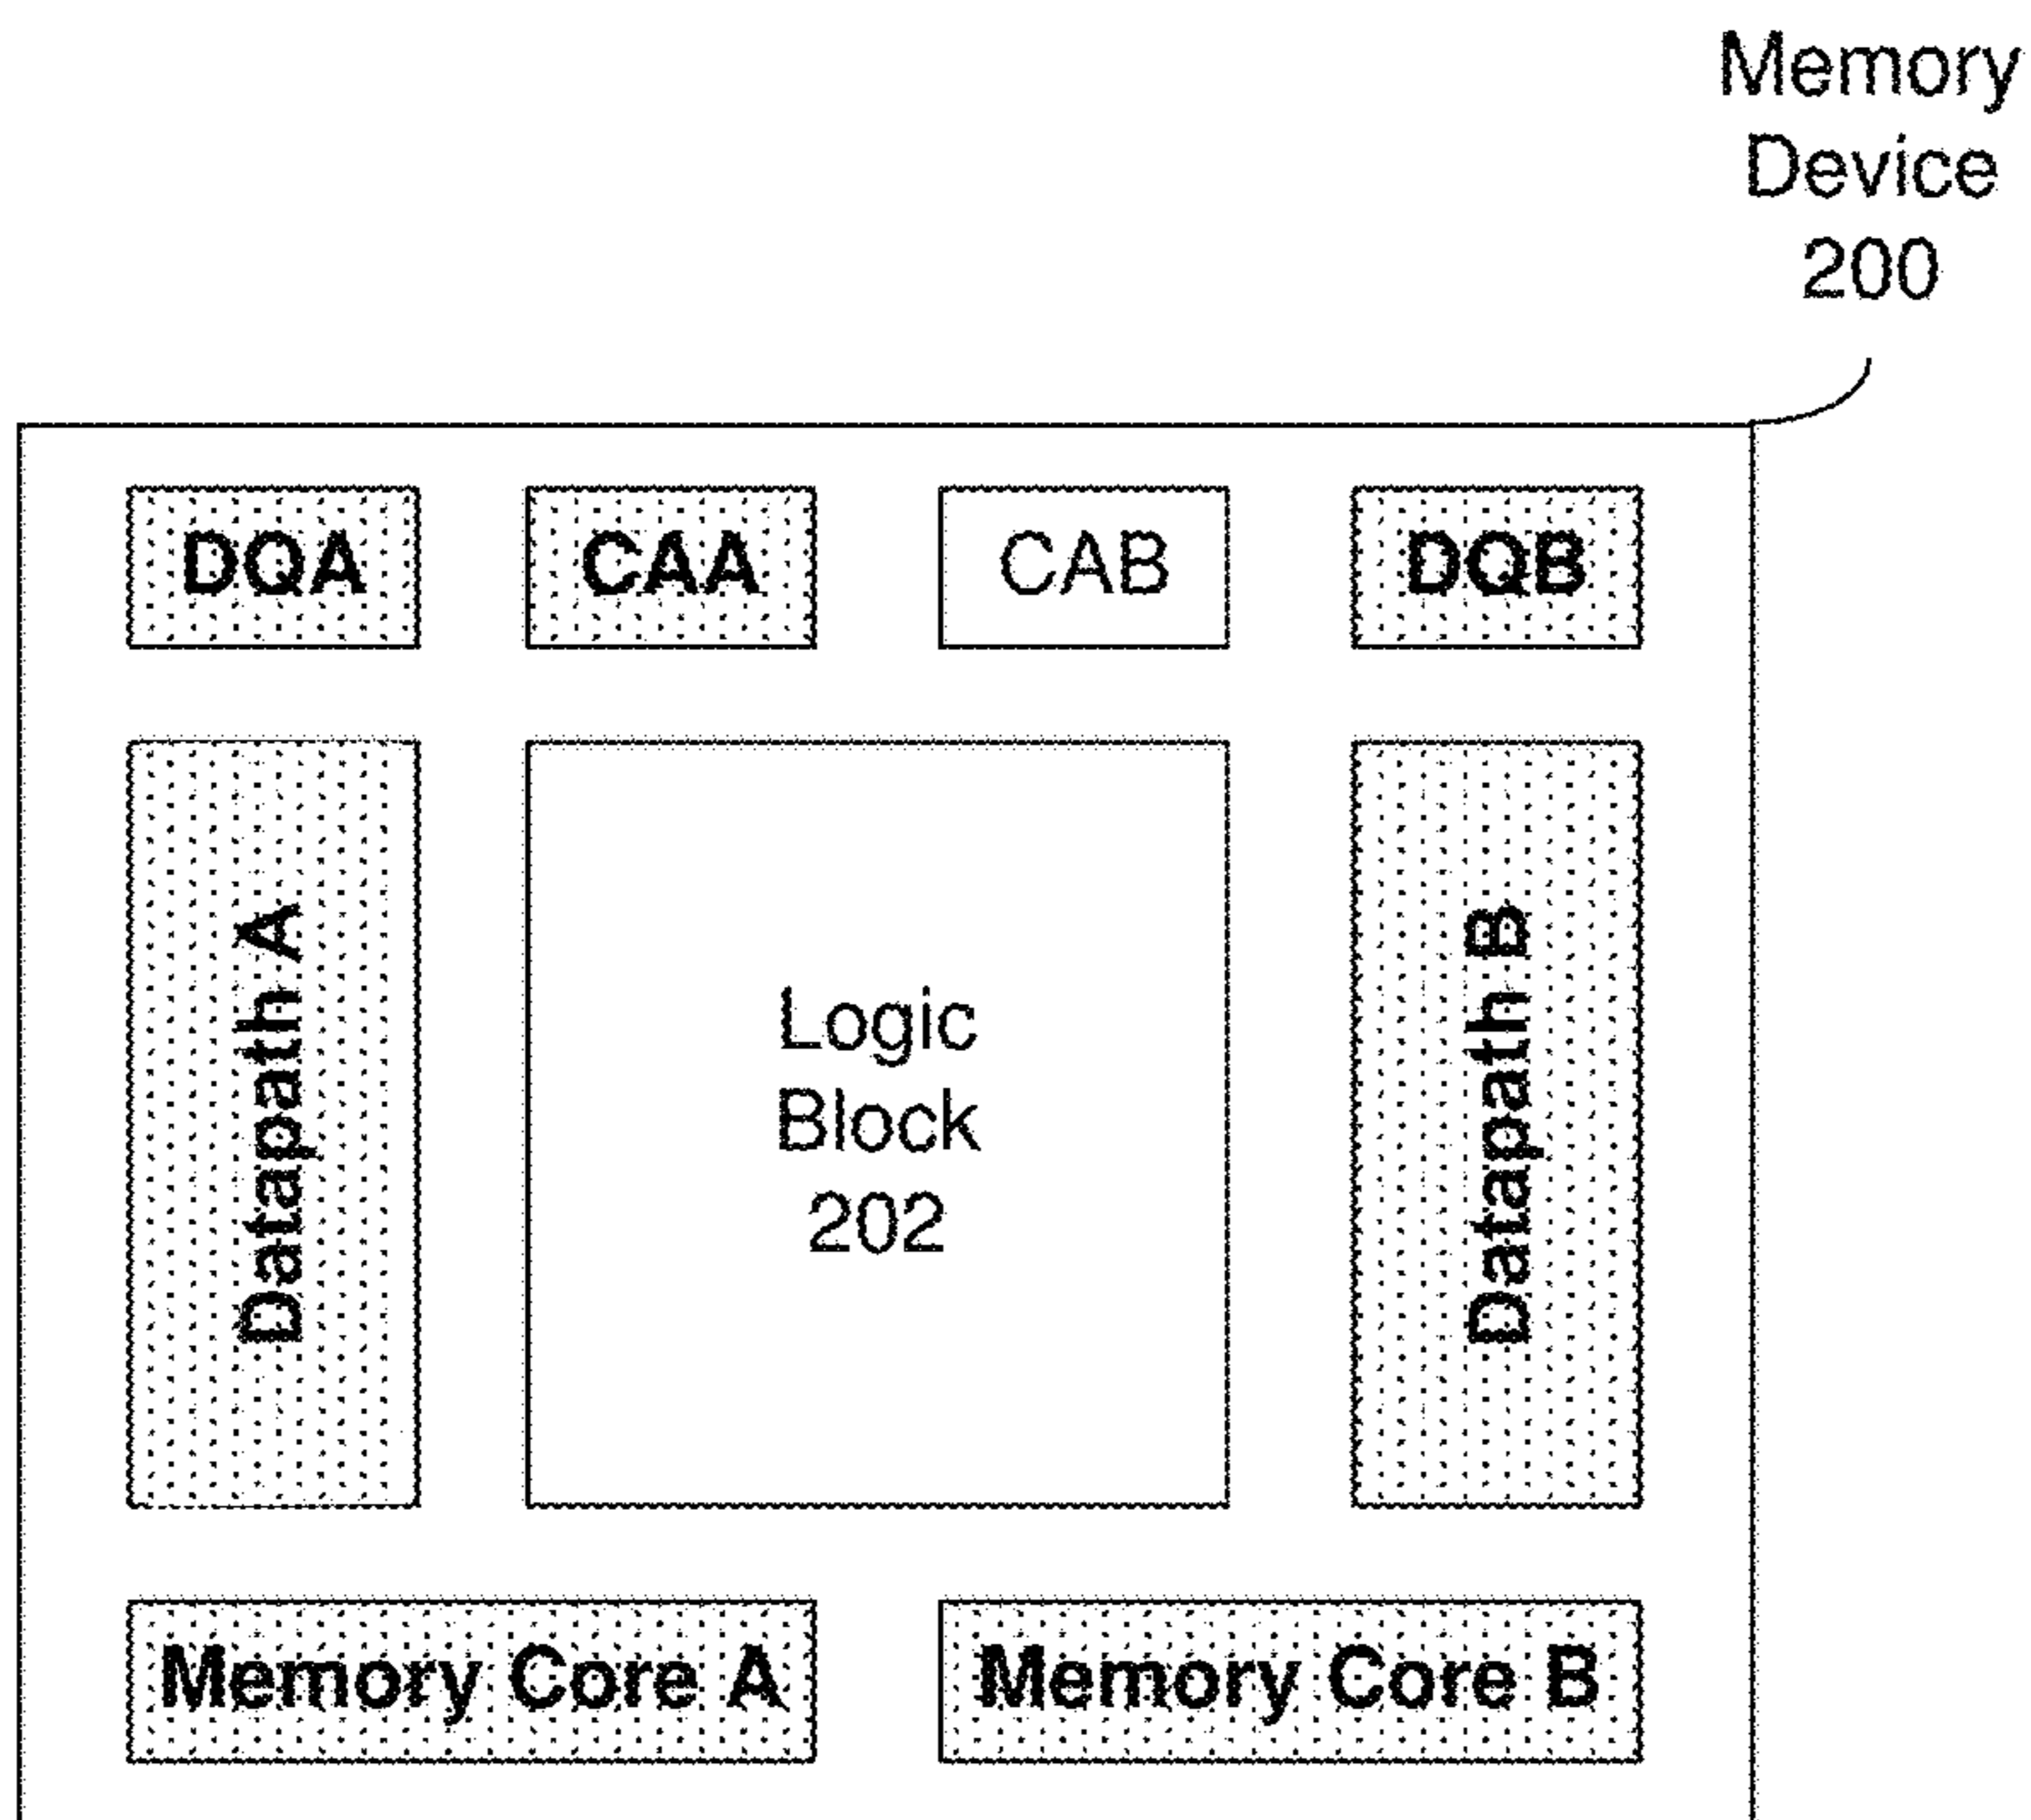 Memory
Device
200
DQA
CAA
CAB
DQB
Datapath A
Logic
Block
202
Datapath B
Memory Core A
Memory Core B